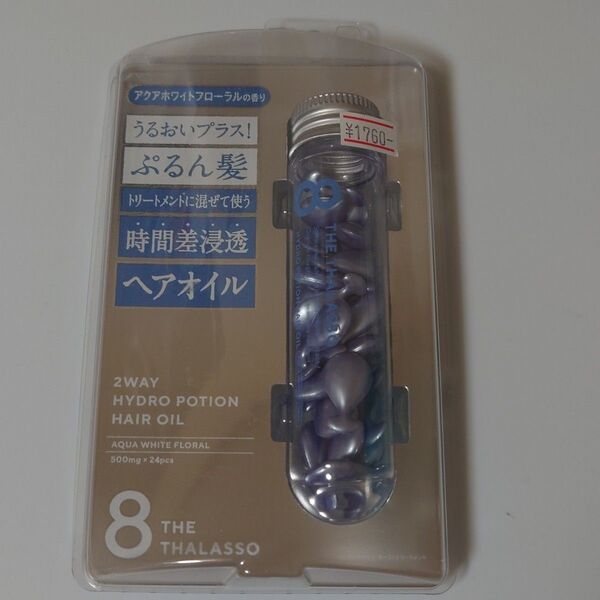 アクアホワイトフローラルの香り
うるおいプラス!
ぷるん髪
トリートメントに混ぜて使う
時間差浸透
ヘアオイル
¥1760-
8 THE THALASSO
2WAY
HYDRO POTION
HAIR OIL
AQUA WHITE FLORAL
500mg×24pcs
8 THE
THALASSO